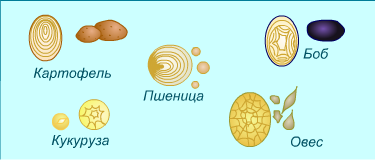 Картофель
Боб
Пшеница
Кукуруза
Овес